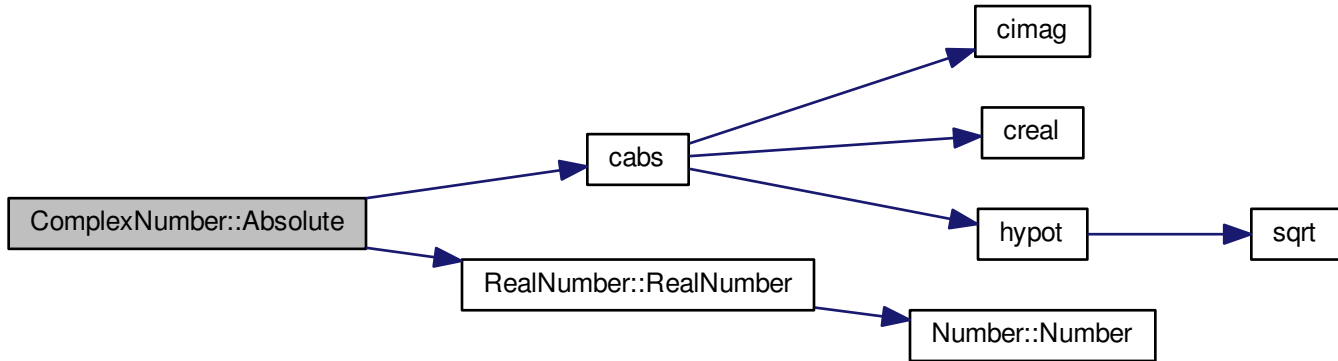 cimag
creal
cabs
ComplexNumber::Absolute
hypot
sqrt
RealNumber::RealNumber
Number::Number